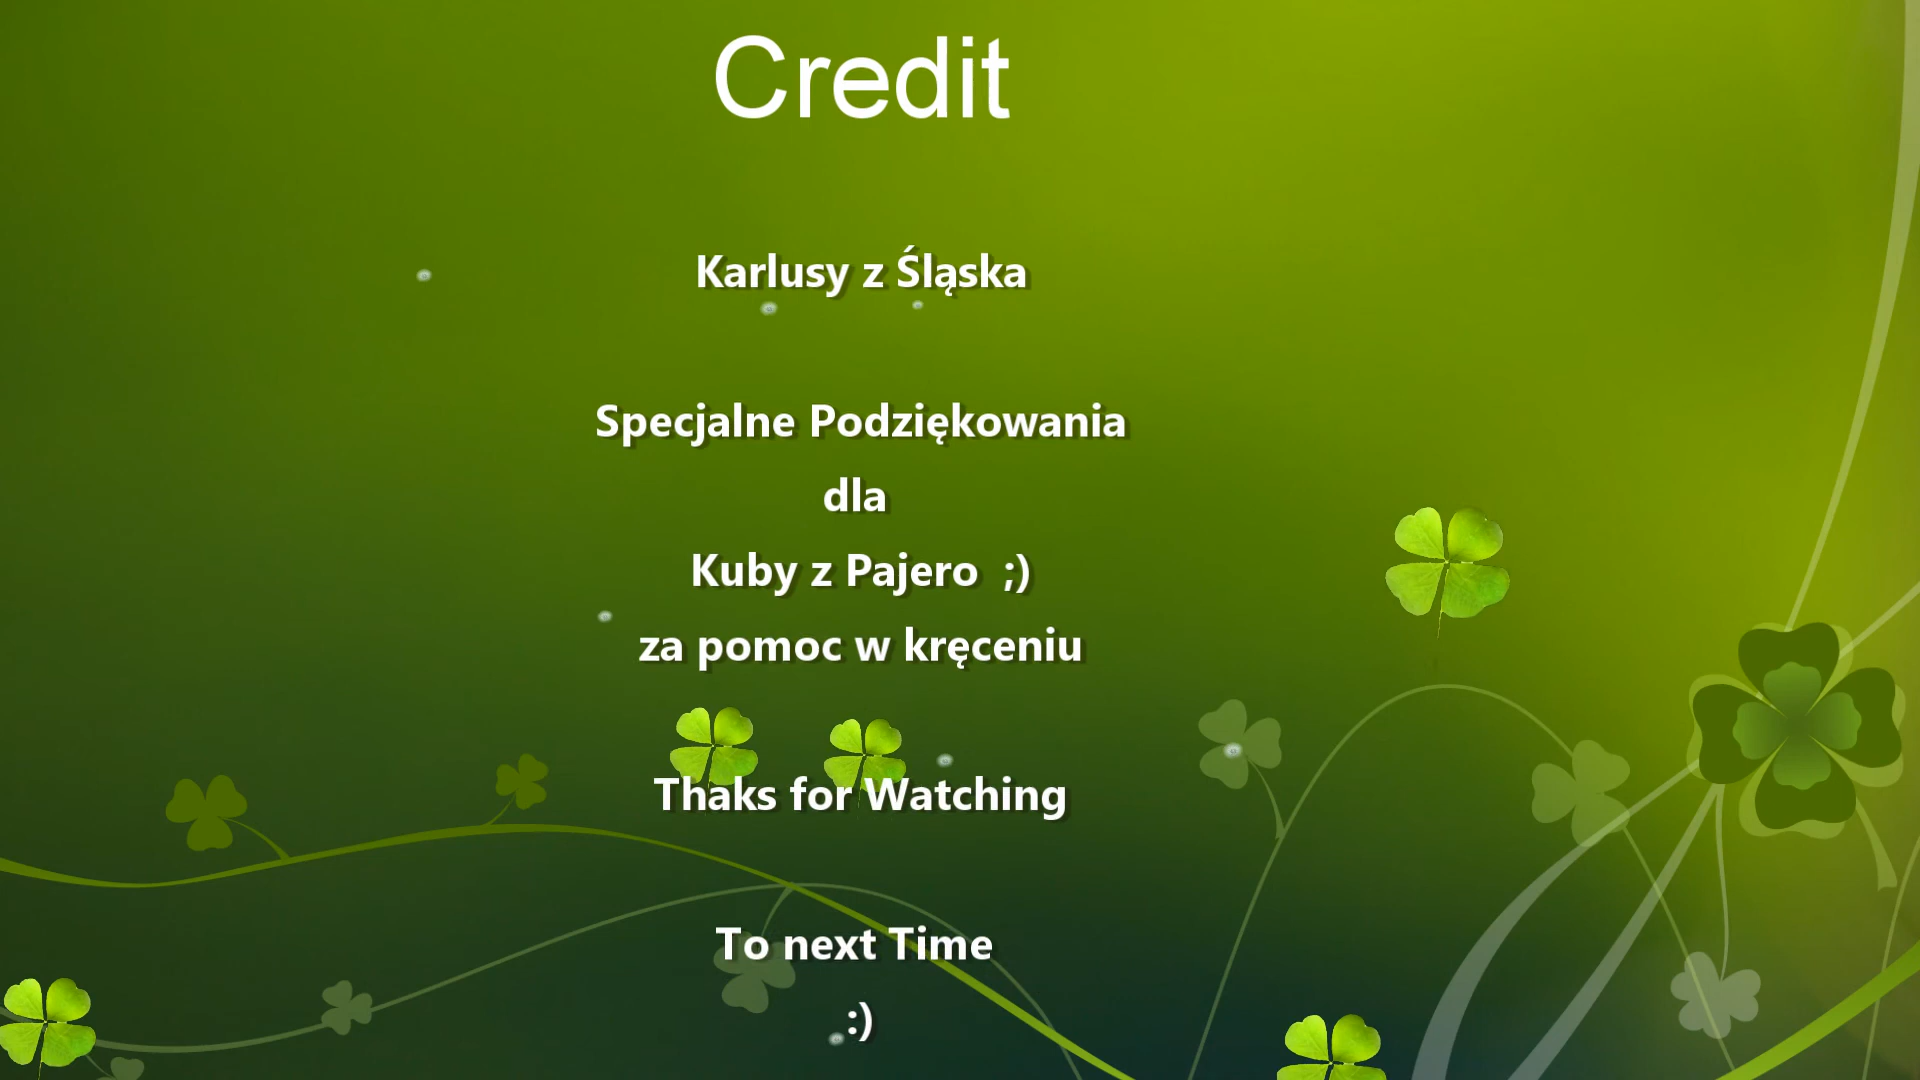 Credit
Karlusy z Śląska
Specjalne Podziękowania
dla
Kuby z Pajero  ;)
za pomoc w kręceniu
Thaks for Watching
To next Time
:)